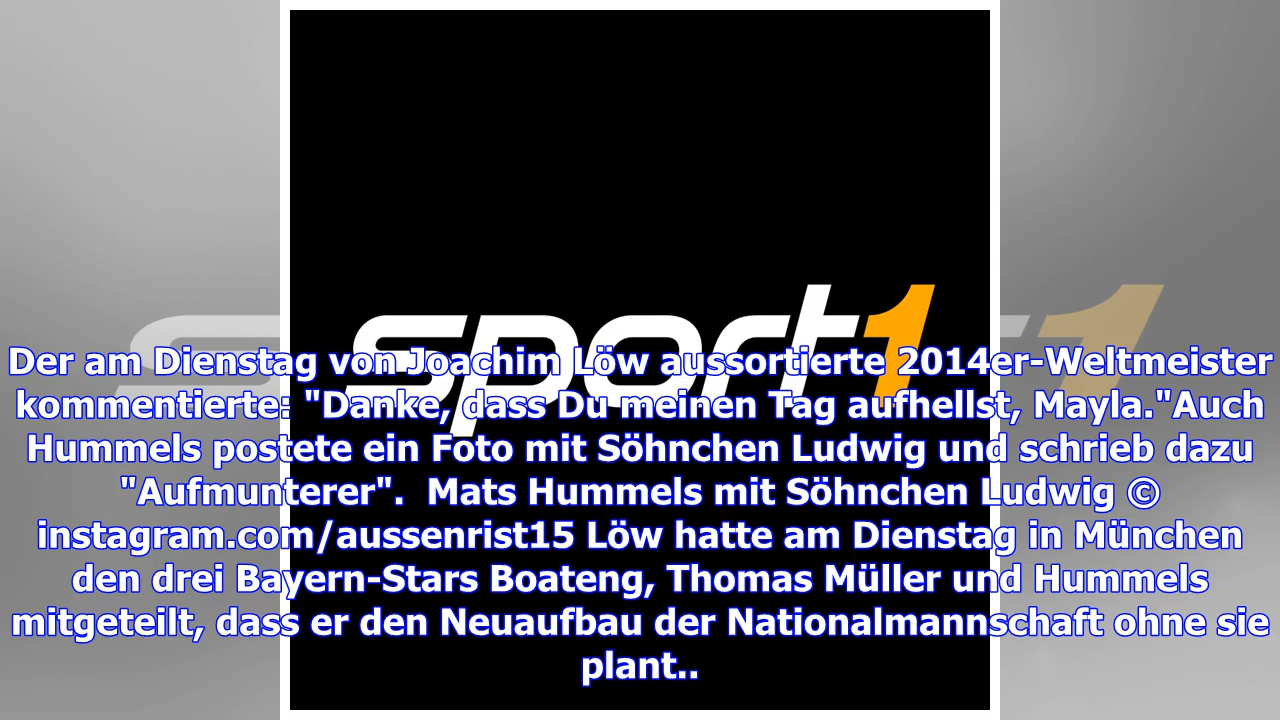 sport1
Der am Dienstag von Joachim Löw aussortierte 2014er-Weltmeister
kommentierte: "Danke, dass Du meinen Tag aufhellst, Mayla."Auch
Hummels postete ein Foto mit Söhnchen Ludwig und schrieb dazu
"Aufmunterer".  Mats Hummels mit Söhnchen Ludwig ©
instagram.com/aussenrist15 Löw hatte am Dienstag in München
den drei Bayern-Stars Boateng, Thomas Müller und Hummels
mitgeteilt, dass er den Neuaufbau der Nationalmannschaft ohne sie
plant..